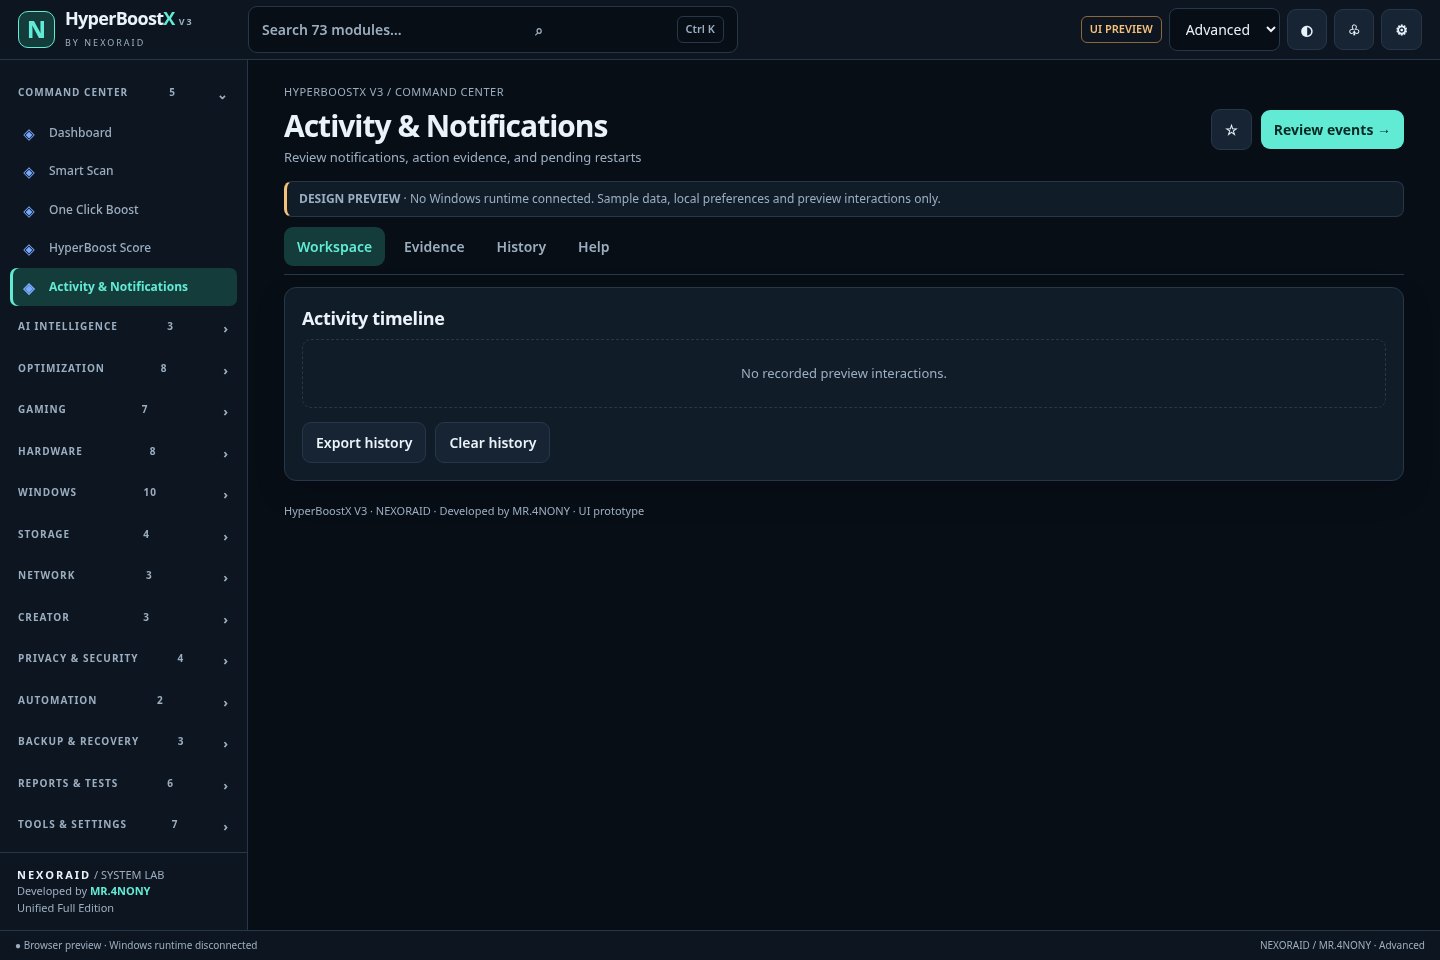 N HyperBoostX V3
BY NEXORAID
Search 73 modules... Ctrl K
UI PREVIEW
Advanced
COMMAND CENTER 5
Dashboard
Smart Scan
One Click Boost
HyperBoost Score
Activity & Notifications
AI INTELLIGENCE 3
OPTIMIZATION 8
GAMING 7
HARDWARE 8
WINDOWS 10
STORAGE 4
NETWORK 3
CREATOR 3
PRIVACY & SECURITY 4
AUTOMATION 2
BACKUP & RECOVERY 3
REPORTS & TESTS 6
TOOLS & SETTINGS 7
NEXORAID / SYSTEM LAB
Developed by MR.4NONY
Unified Full Edition
HYPERBOOSTX V3 / COMMAND CENTER
Activity & Notifications
Review notifications, action evidence, and pending restarts
Review events →
DESIGN PREVIEW · No Windows runtime connected. Sample data, local preferences and preview interactions only.
Workspace Evidence History Help
Activity timeline
No recorded preview interactions.
Export history Clear history
HyperBoostX V3 · NEXORAID · Developed by MR.4NONY · UI prototype
● Browser preview · Windows runtime disconnected
NEXORAID / MR.4NONY · Advanced